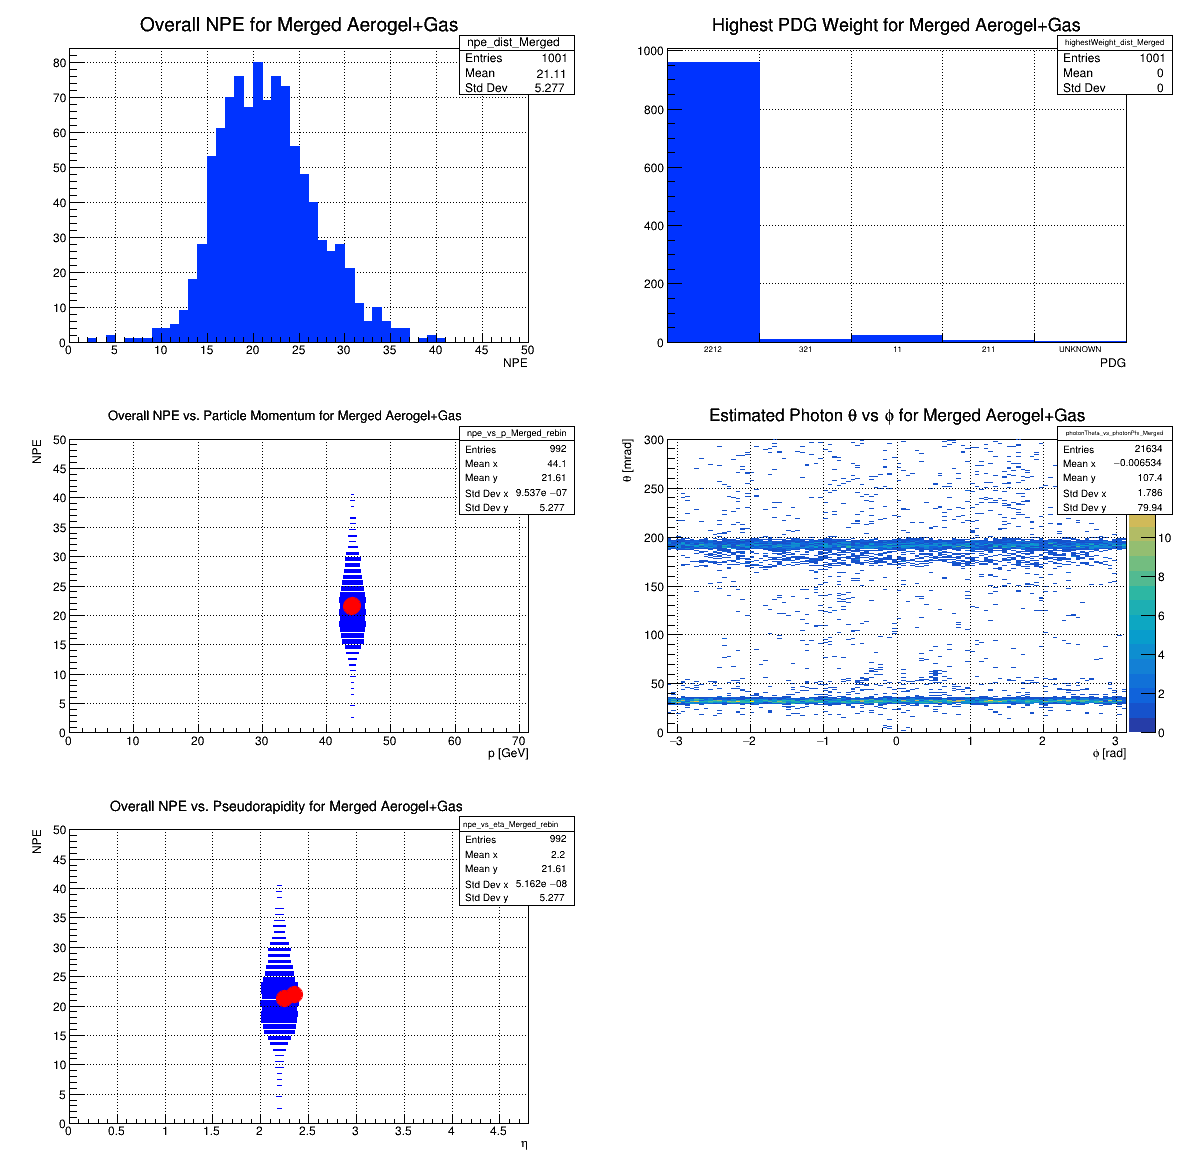 Overall NPE for Merged Aerogel+Gas
npe_dist_Merged
Entries 1001
Mean 21.11
Std Dev 5.277
80
70
60
50
40
30
20
10
0
0 5 10 15 20 25 30 35 40 45 50
NPE
Highest PDG Weight for Merged Aerogel+Gas
highestWeight_dist_Merged
Entries 1001
Mean 0
Std Dev 0
1000
800
600
400
200
0
2212 321 11 211 UNKNOWN
PDG
Overall NPE vs. Particle Momentum for Merged Aerogel+Gas
npe_vs_p_Merged_rebin
Entries 992
Mean x 44.1
Mean y 21.61
Std Dev x 9.537e −07
Std Dev y 5.277
NPE
50
45
40
35
30
25
20
15
10
5
0
0 10 20 30 40 50 60 70
p [GeV]
Estimated Photon θ vs ϕ for Merged Aerogel+Gas
photonTheta_vs_photonPhi_Merged
Entries 21634
Mean x −0.006534
Mean y 107.4
Std Dev x 1.786
Std Dev y 79.94
θ [mrad]
300
250
200
150
100
50
0
−3 −2 −1 0 1 2 3
ϕ [rad]
10
8
6
4
2
0
Overall NPE vs. Pseudorapidity for Merged Aerogel+Gas
npe_vs_eta_Merged_rebin
Entries 992
Mean x 2.2
Mean y 21.61
Std Dev x 5.162e −08
Std Dev y 5.277
NPE
50
45
40
35
30
25
20
15
10
5
0
0 0.5 1 1.5 2 2.5 3 3.5 4 4.5
η